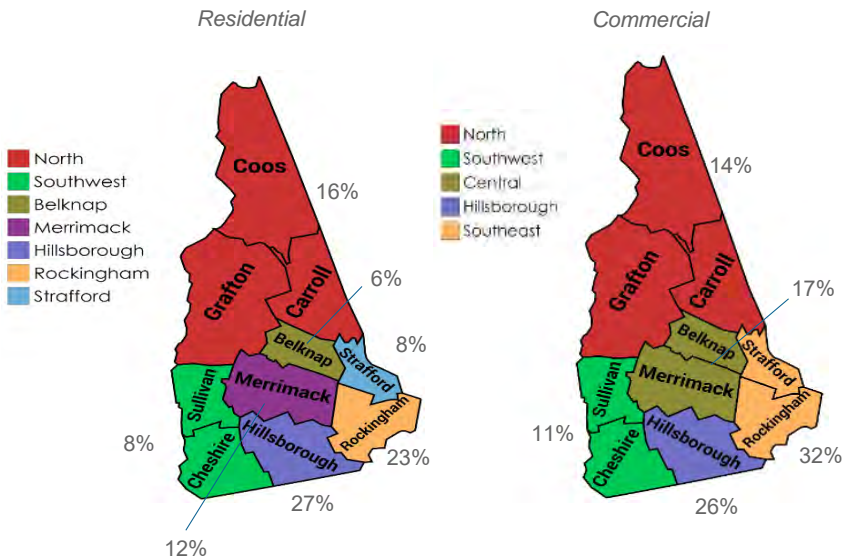 Residential
North
Southwest
Belknap
Merrimack
Hillsborough
Rockingham
Strafford
Coos
16%
Grafton
Carroll
6%
Belknap
Strafford
8%
Sullivan
Merrimack
8%
Cheshire
Hillsborough
Rockingham
23%
27%
12%
Commercial
North
Southwest
Central
Hillsborough
Southeast
Coos
14%
Grafton
Carroll
17%
Belknap
Strafford
Sullivan
Merrimack
11%
Cheshire
Hillsborough
Rockingham
32%
26%